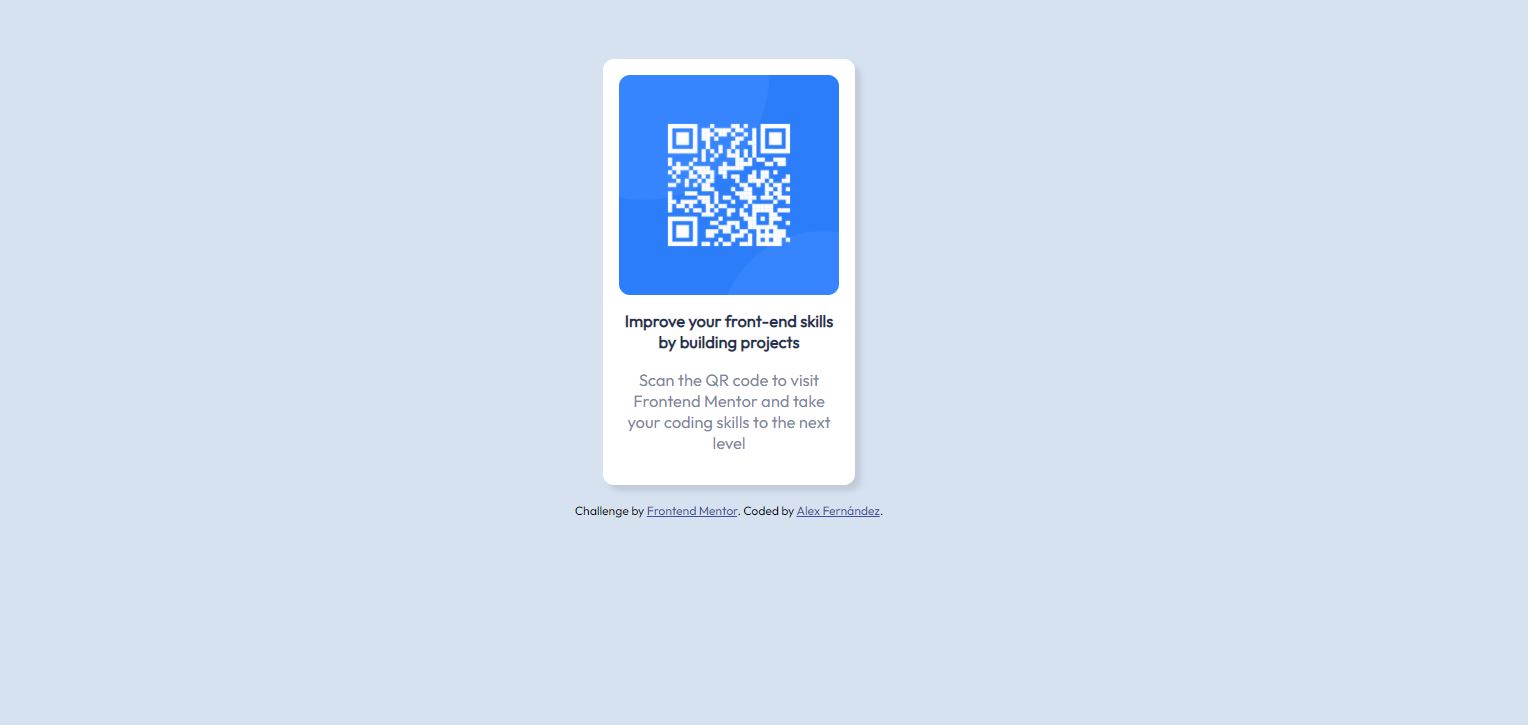 Improve your front-end skills
by building projects
Scan the QR code to visit
Frontend Mentor and take
your coding skills to the next
level
Challenge by Frontend Mentor. Coded by Alex Fernández.